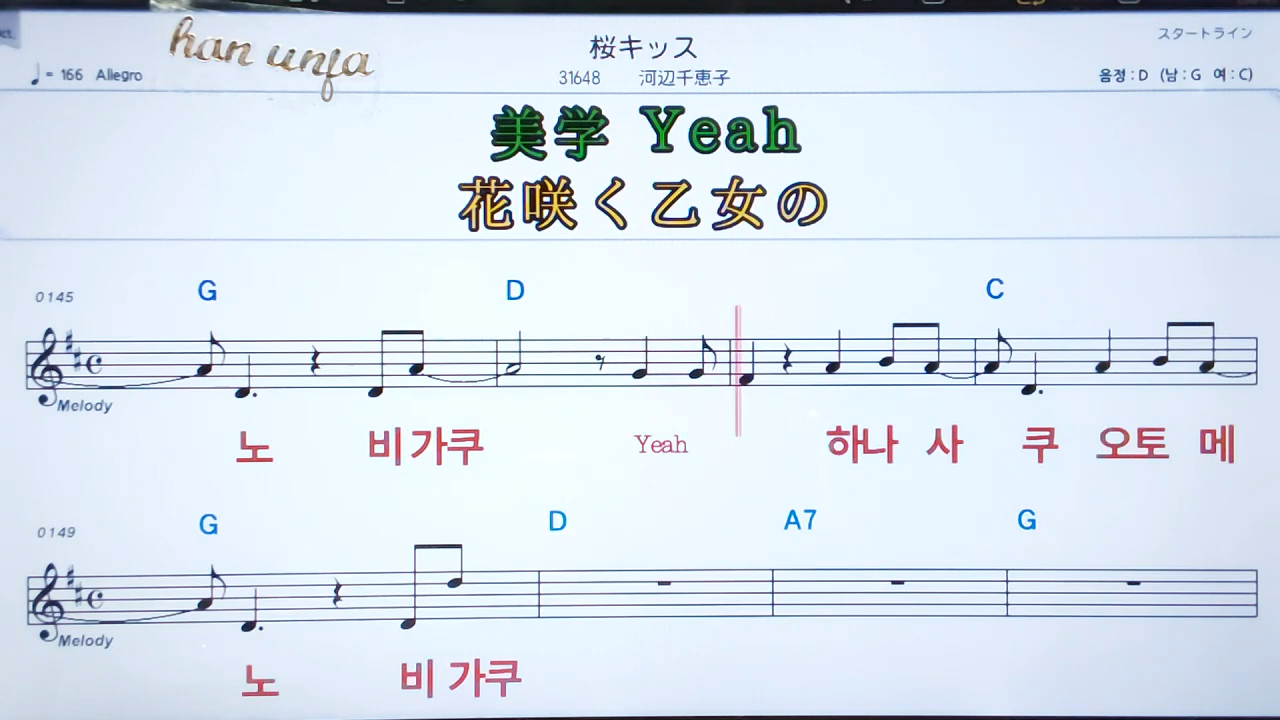 han unja
桜キッス
スタートライン
♩= 166 Allegro
31648 河辺千恵子
음정 : D (남 : G 여 : C)
美学 Yeah
花咲く乙女の
0145
G D C
Melody
노 비가쿠 Yeah 하나 사 쿠 오토 메
0149
G D A7 G
Melody
노 비 가쿠